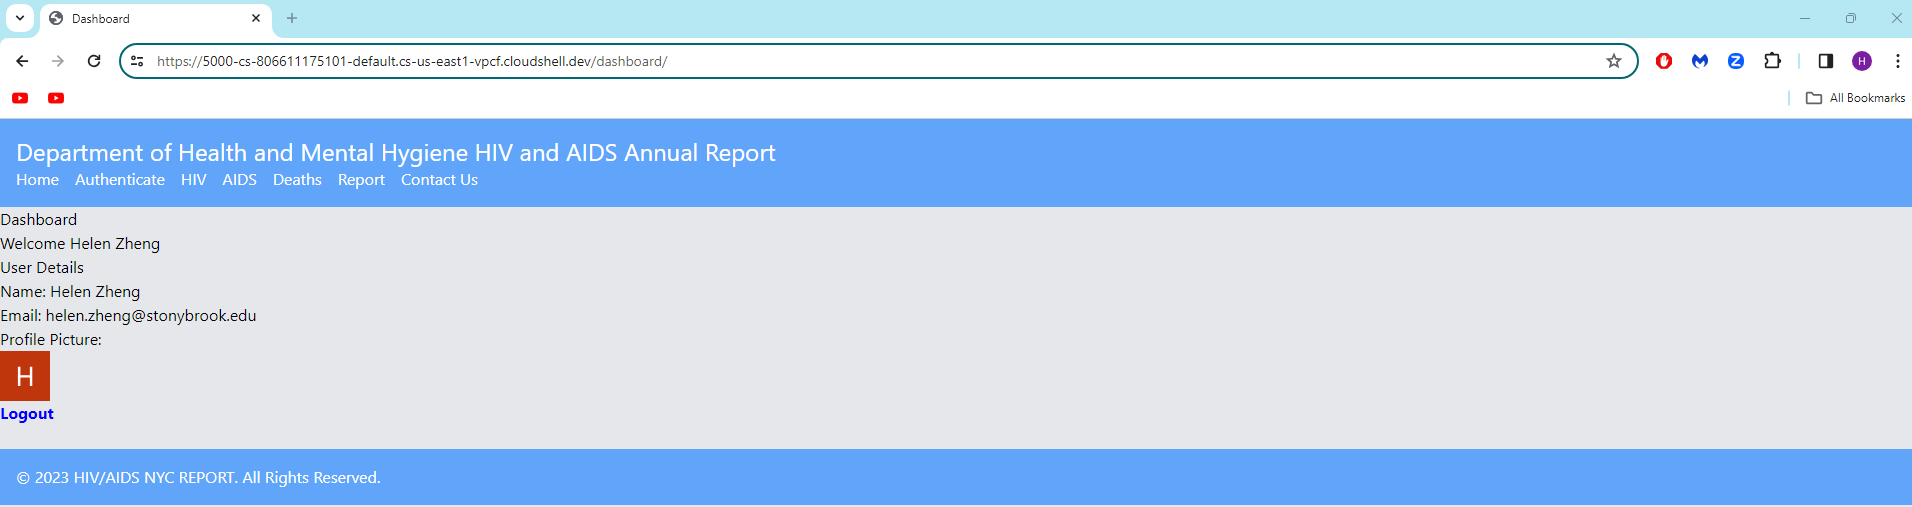 Dashboard
https://5000-cs-806611175101-default.cs-us-east1-vpcf.cloudshell.dev/dashboard/
H
All Bookmarks
Department of Health and Mental Hygiene HIV and AIDS Annual Report
Home Authenticate HIV AIDS Deaths Report Contact Us
Dashboard
Welcome Helen Zheng
User Details
Name: Helen Zheng
Email: helen.zheng@stonybrook.edu
Profile Picture:
H
Logout
© 2023 HIV/AIDS NYC REPORT. All Rights Reserved.